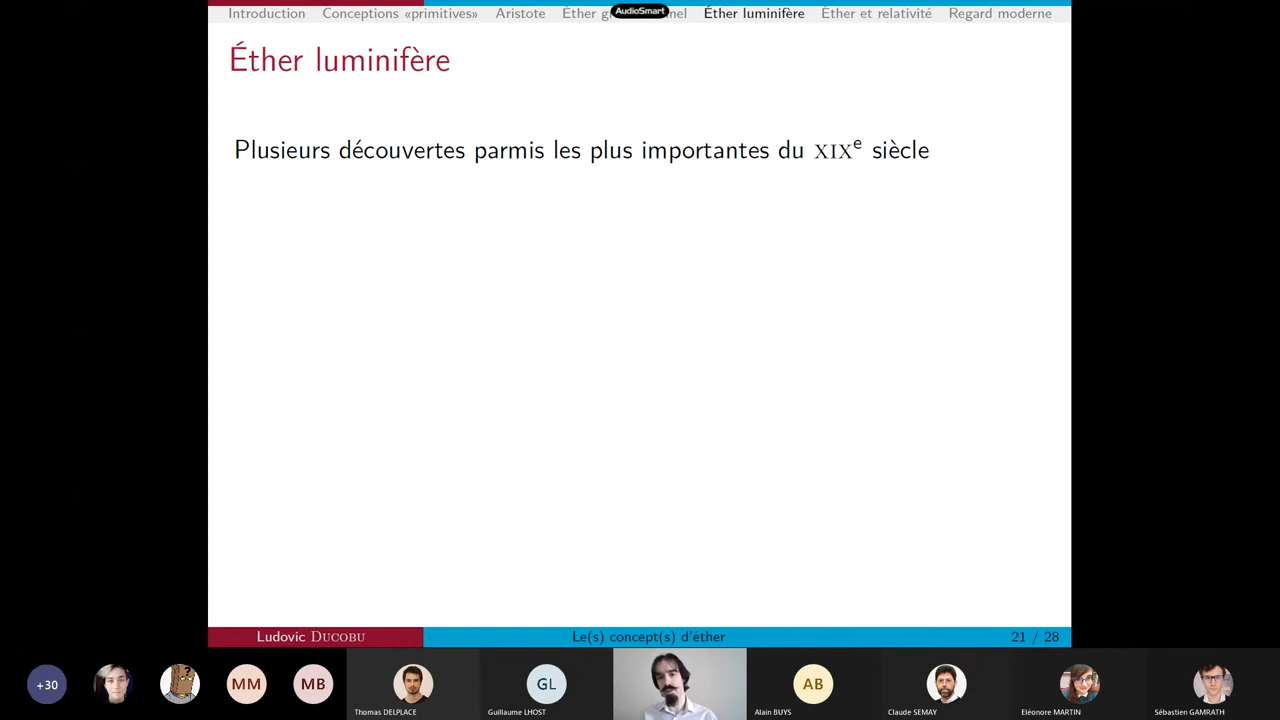 Introduction Conceptions «primitives» Aristote Éther nel Éther luminifère Éther et relativité Regard moderne
AudioSmart
Éther luminifère
Plusieurs découvertes parmis les plus importantes du XIXe siècle
Ludovic DUCOBU Le(s) concept(s) d'éther 21 / 28
+30 MM MB GL AB
Thomas DELPLACE Guillaume LHOST Alain BUYS Claude SEMAY Eléonore MARTIN Sébastien GAMRATH